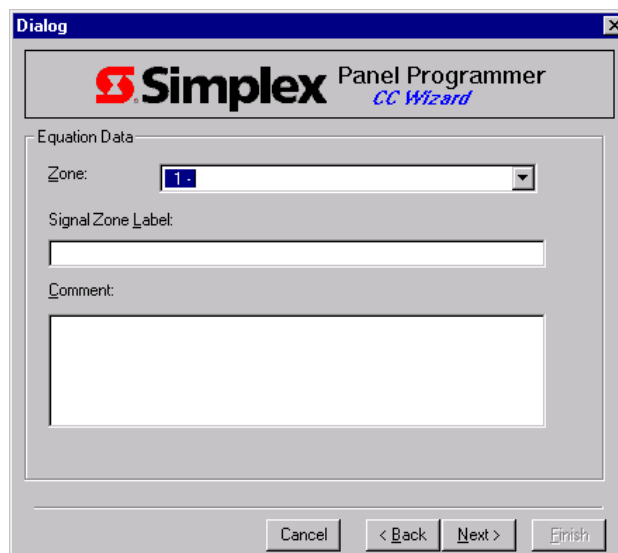 Dialog
Simplex Panel Programmer
CC Wizard
Equation Data
Zone:
1 -
Signal Zone Label:
Comment:
Cancel
< Back
Next >
Finish